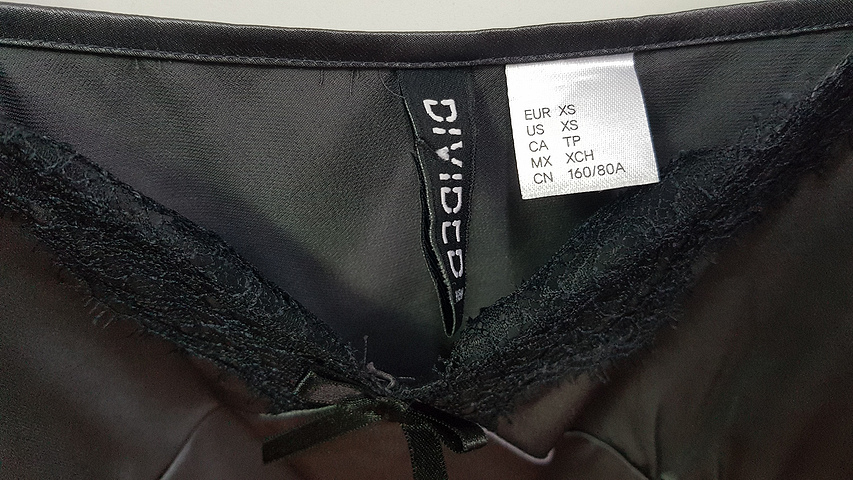 DIVIDED
EUR XS
US XS
CA TP
MX XCH
CN 160/80A